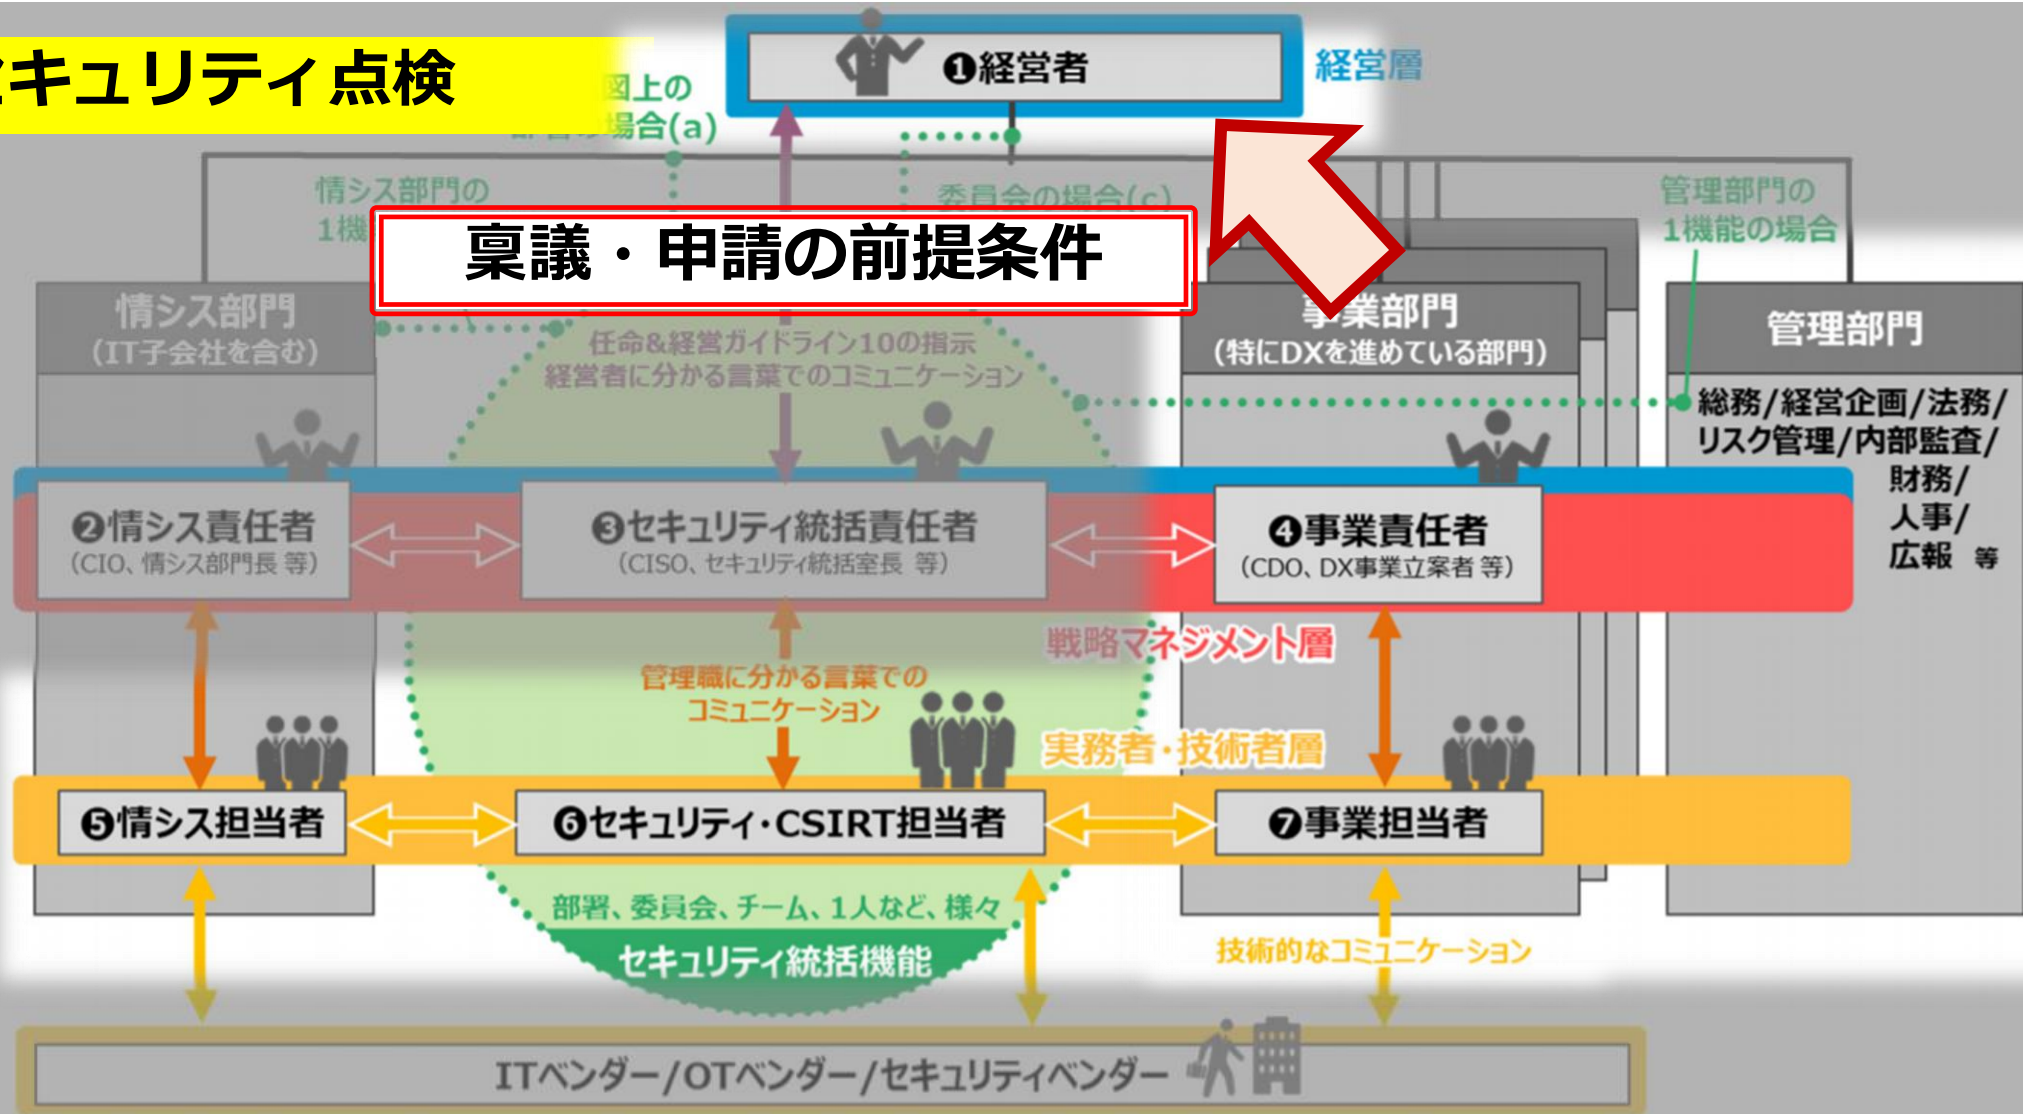 キュリティ点検
❶経営者
経営層
図上の
場合(a)
情シス部門の
1機
委員会の場合(c)
管理部門の
1機能の場合
稟議・申請の前提条件
情シス部門
(IT子会社を含む)
任命&経営ガイドライン10の指示
経営者に分かる言葉でのコミュニケーション
事業部門
(特にDXを進めている部門)
管理部門
総務/経営企画/法務/
リスク管理/内部監査/
財務/
人事/
広報 等
❷情シス責任者
(CIO、情シス部門長 等)
❸セキュリティ統括責任者
(CISO、セキュリティ統括室長 等)
❹事業責任者
(CDO、DX事業立案者 等)
戦略マネジメント層
管理職に分かる言葉での
コミュニケーション
実務者・技術者層
❺情シス担当者
❻セキュリティ・CSIRT担当者
❼事業担当者
部署、委員会、チーム、1人など、様々
セキュリティ統括機能
技術的なコミュニケーション
ITベンダー/OTベンダー/セキュリティベンダー